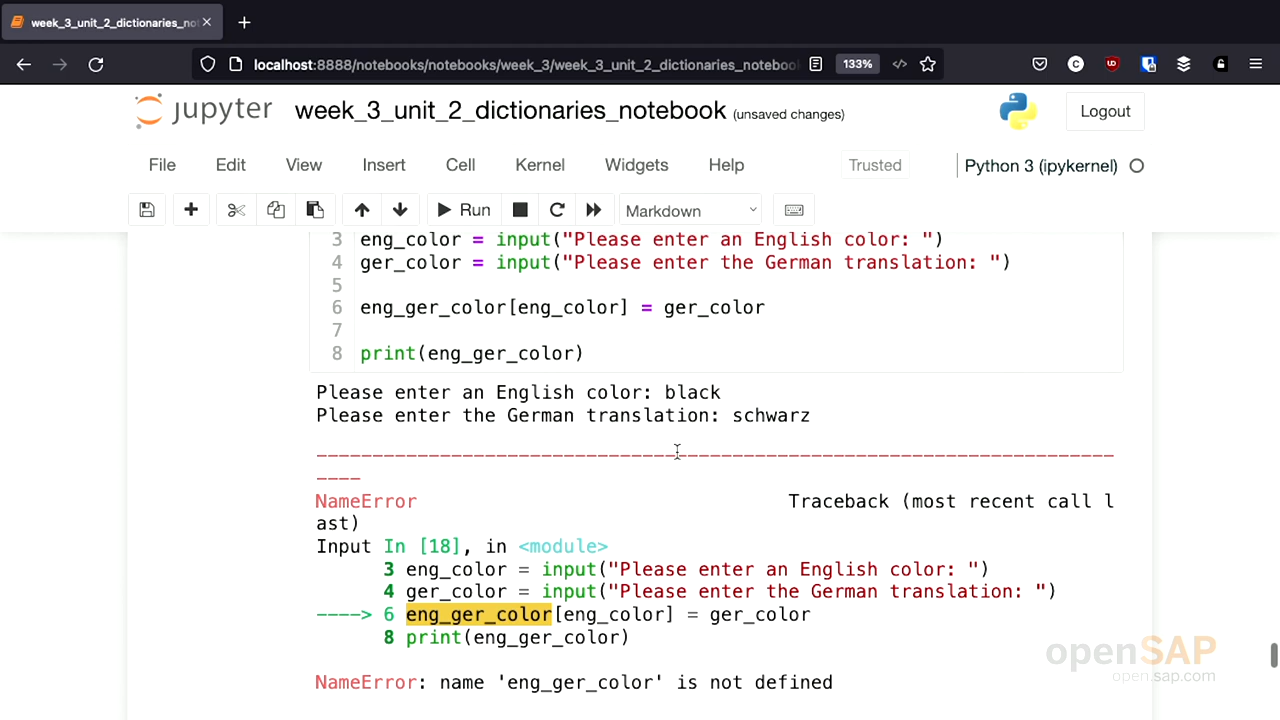 week_3_unit_2_dictionaries_no
localhost:8888/notebooks/notebooks/week_3/week_3_unit_2_dictionaries_notebook
133%
jupyter
week_3_unit_2_dictionaries_notebook (unsaved changes)
Logout
File Edit View Insert Cell Kernel Widgets Help
Trusted
Python 3 (ipykernel)
Run
Markdown
3 eng_color = input("Please enter an English color: ")
4 ger_color = input("Please enter the German translation: ")
5
6 eng_ger_color[eng_color] = ger_color
7
8 print(eng_ger_color)
Please enter an English color: black
Please enter the German translation: schwarz
---------------------------------------------------------------------------
NameError Traceback (most recent call l
ast)
Input In [18], in <module>
3 eng_color = input("Please enter an English color: ")
4 ger_color = input("Please enter the German translation: ")
----> 6 eng_ger_color[eng_color] = ger_color
8 print(eng_ger_color)
NameError: name 'eng_ger_color' is not defined
openSAP
open.sap.com